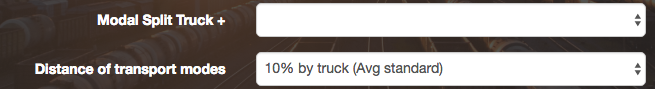 Modal Split Truck +
Distance of transport modes 10% by truck (Avg standard)